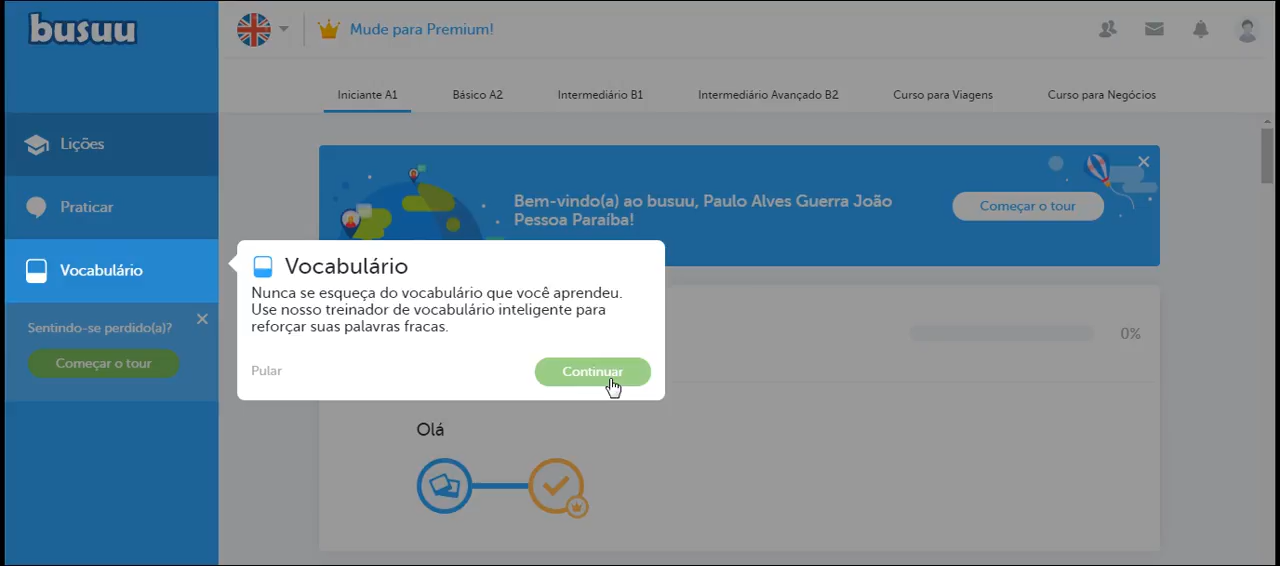 busuu
Mude para Premium!
Iniciante A1
Básico A2
Intermediário B1
Intermediário Avançado B2
Curso para Viagens
Curso para Negócios
Lições
Praticar
Vocabulário
Sentindo-se perdido(a)?
Começar o tour
Bem-vindo(a) ao busuu, Paulo Alves Guerra João
Pessoa Paraíba!
Começar o tour
Vocabulário
Nunca se esqueça do vocabulário que você aprendeu.
Use nosso treinador de vocabulário inteligente para
reforçar suas palavras fracas.
Pular
Continuar
0%
Olá